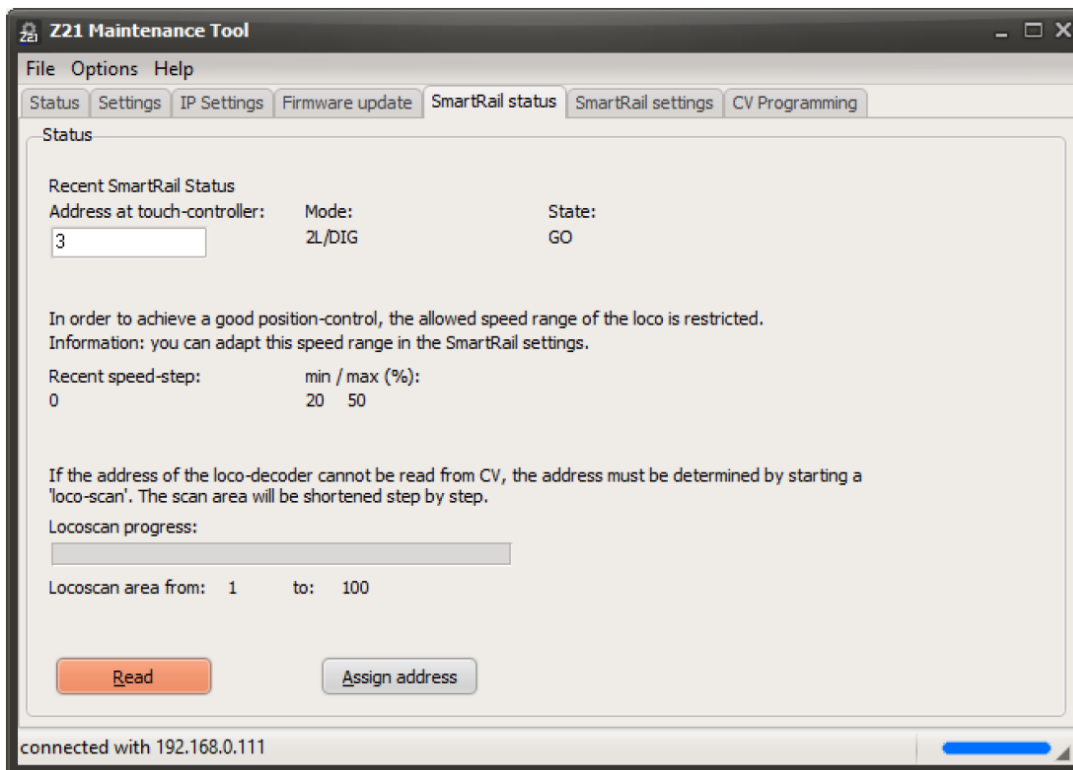 Z21 Z21 Maintenance Tool
File Options Help
Status Settings IP Settings Firmware update SmartRail status SmartRail settings CV Programming
Status
Recent SmartRail Status
Address at touch-controller: Mode: State:
3 2L/DIG GO
In order to achieve a good position-control, the allowed speed range of the loco is restricted.
Information: you can adapt this speed range in the SmartRail settings.
Recent speed-step: min / max (%):
0 20 50
If the address of the loco-decoder cannot be read from CV, the address must be determined by starting a
'loco-scan'. The scan area will be shortened step by step.
Locoscan progress:
Locoscan area from: 1 to: 100
Read Assign address
connected with 192.168.0.111